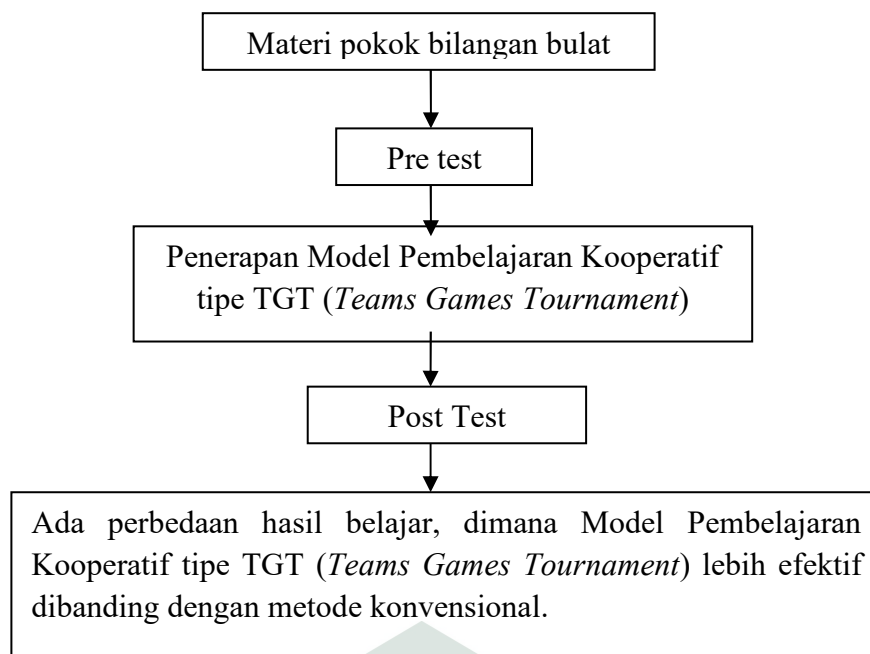 Materi pokok bilangan bulat
Pre test
Penerapan Model Pembelajaran Kooperatif
tipe TGT (Teams Games Tournament)
Post Test
Ada perbedaan hasil belajar, dimana Model Pembelajaran
Kooperatif tipe TGT (Teams Games Tournament) lebih efektif
dibanding dengan metode konvensional.